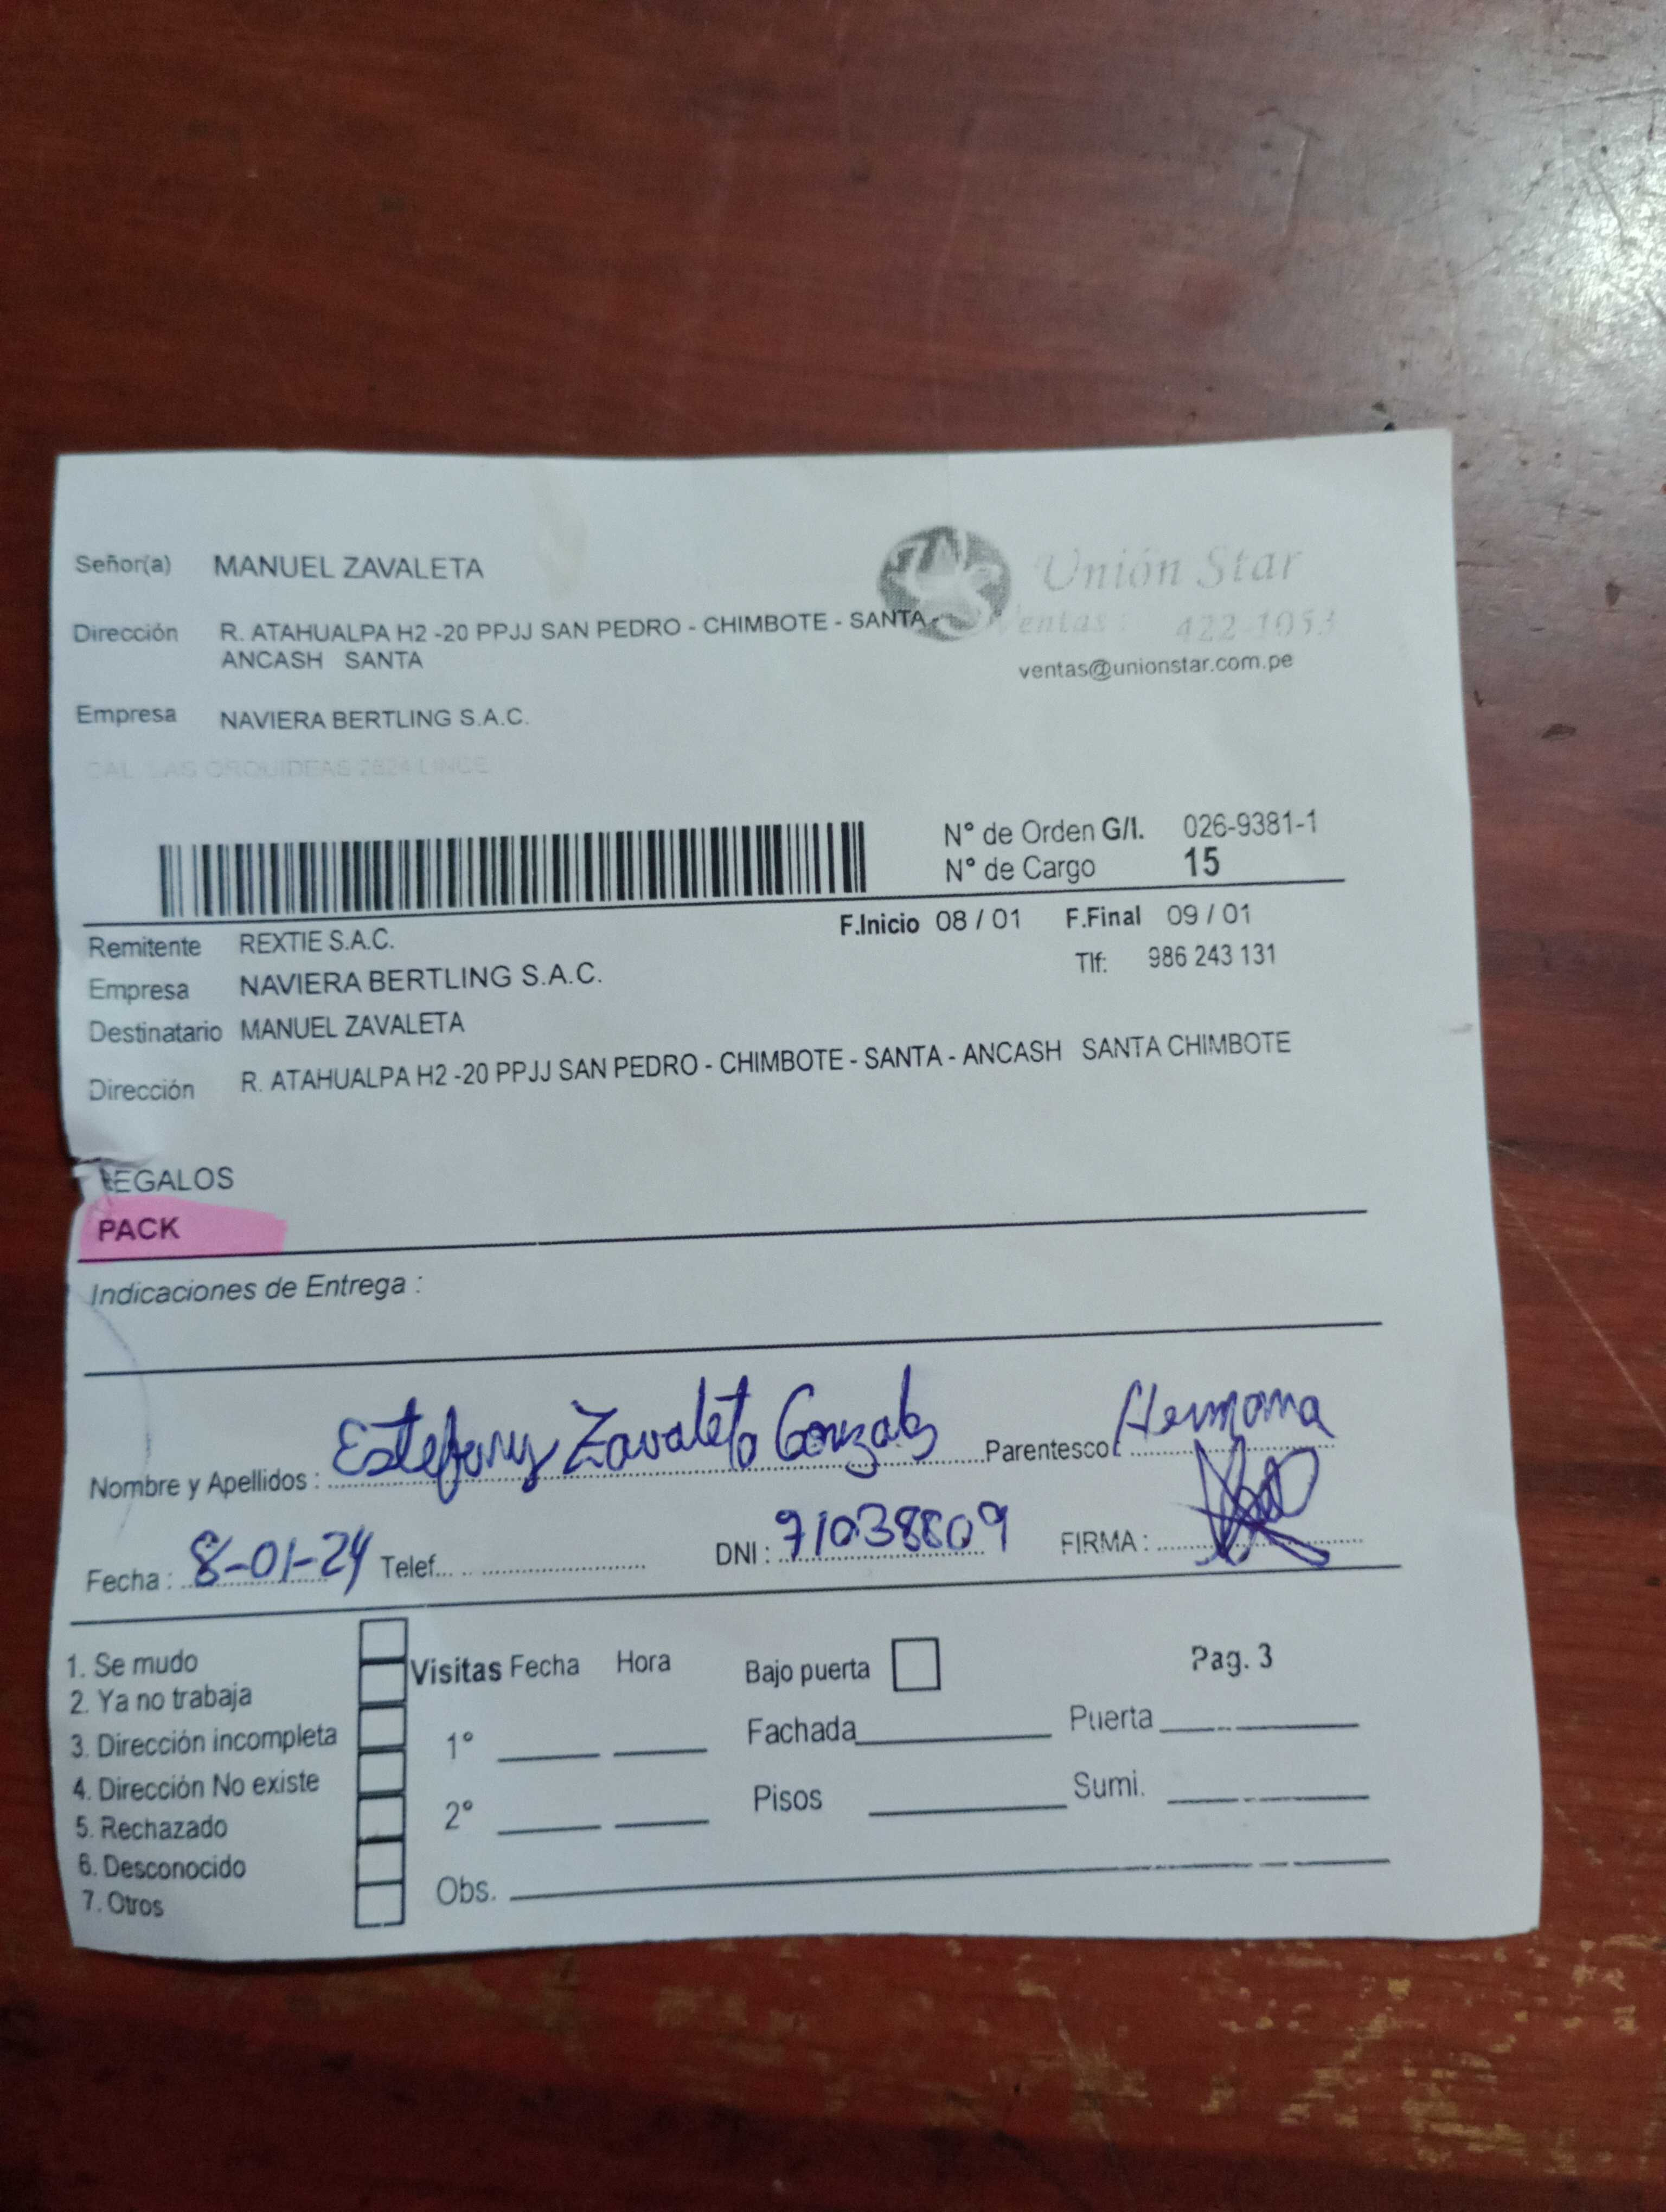 Señor(a) MANUEL ZAVALETA
Unión Star
Dirección R. ATAHUALPA H2 -20 PPJJ SAN PEDRO - CHIMBOTE - SANTA -
ANCASH SANTA
Ventas: 422-1053
ventas@unionstar.com.pe
Empresa NAVIERA BERTLING S.A.C.
CAL LAS ORQUIDEAS 2824 LINCE
N° de Orden G/I. 026-9381-1
N° de Cargo 15
F.Inicio 08 / 01 F.Final 09 / 01
Remitente REXTIE S.A.C.
Tlf: 986 243 131
Empresa NAVIERA BERTLING S.A.C.
Destinatario MANUEL ZAVALETA
Dirección R. ATAHUALPA H2 -20 PPJJ SAN PEDRO - CHIMBOTE - SANTA - ANCASH SANTA CHIMBOTE
REGALOS
PACK
Indicaciones de Entrega :
Nombre y Apellidos : Estefany Zavaleta Gonzales Parentesco : Hermana
Fecha : 8-01-24 Telef... DNI : 71038809 FIRMA :
1. Se mudo
2. Ya no trabaja
3. Dirección incompleta
4. Dirección No existe
5. Rechazado
6. Desconocido
7. Otros
Visitas Fecha Hora
1°
2°
Obs.
Bajo puerta
Fachada
Pisos
Pag. 3
Puerta
Sumi.